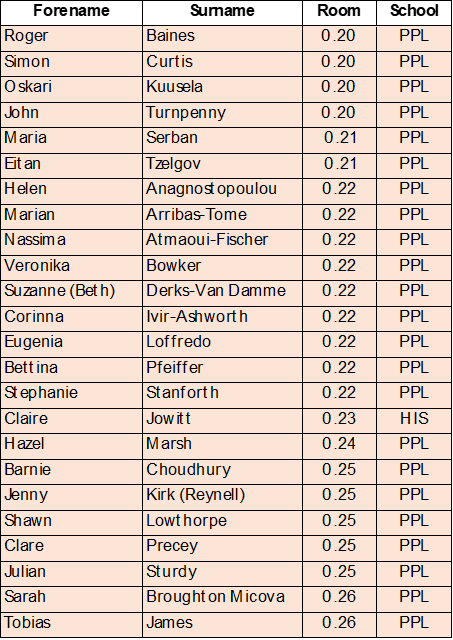 Forename Surname Room School
Roger Baines 0.20 PPL
Simon Curtis 0.20 PPL
Oskari Kuusela 0.20 PPL
John Turnpenny 0.20 PPL
Maria Serban 0.21 PPL
Eitan Tzelgov 0.21 PPL
Helen Anagnostopoulou 0.22 PPL
Marian Arribas-Tome 0.22 PPL
Nassima Atmaoui-Fischer 0.22 PPL
Veronika Bowker 0.22 PPL
Suzanne (Beth) Derks-Van Damme 0.22 PPL
Corinna Ivir-Ashworth 0.22 PPL
Eugenia Loffredo 0.22 PPL
Bettina Pfeiffer 0.22 PPL
Stephanie Stanforth 0.22 PPL
Claire Jowitt 0.23 HIS
Hazel Marsh 0.24 PPL
Barnie Choudhury 0.25 PPL
Jenny Kirk (Reynell) 0.25 PPL
Shawn Lowthorpe 0.25 PPL
Clare Precey 0.25 PPL
Julian Sturdy 0.25 PPL
Sarah Broughton Micova 0.26 PPL
Tobias James 0.26 PPL